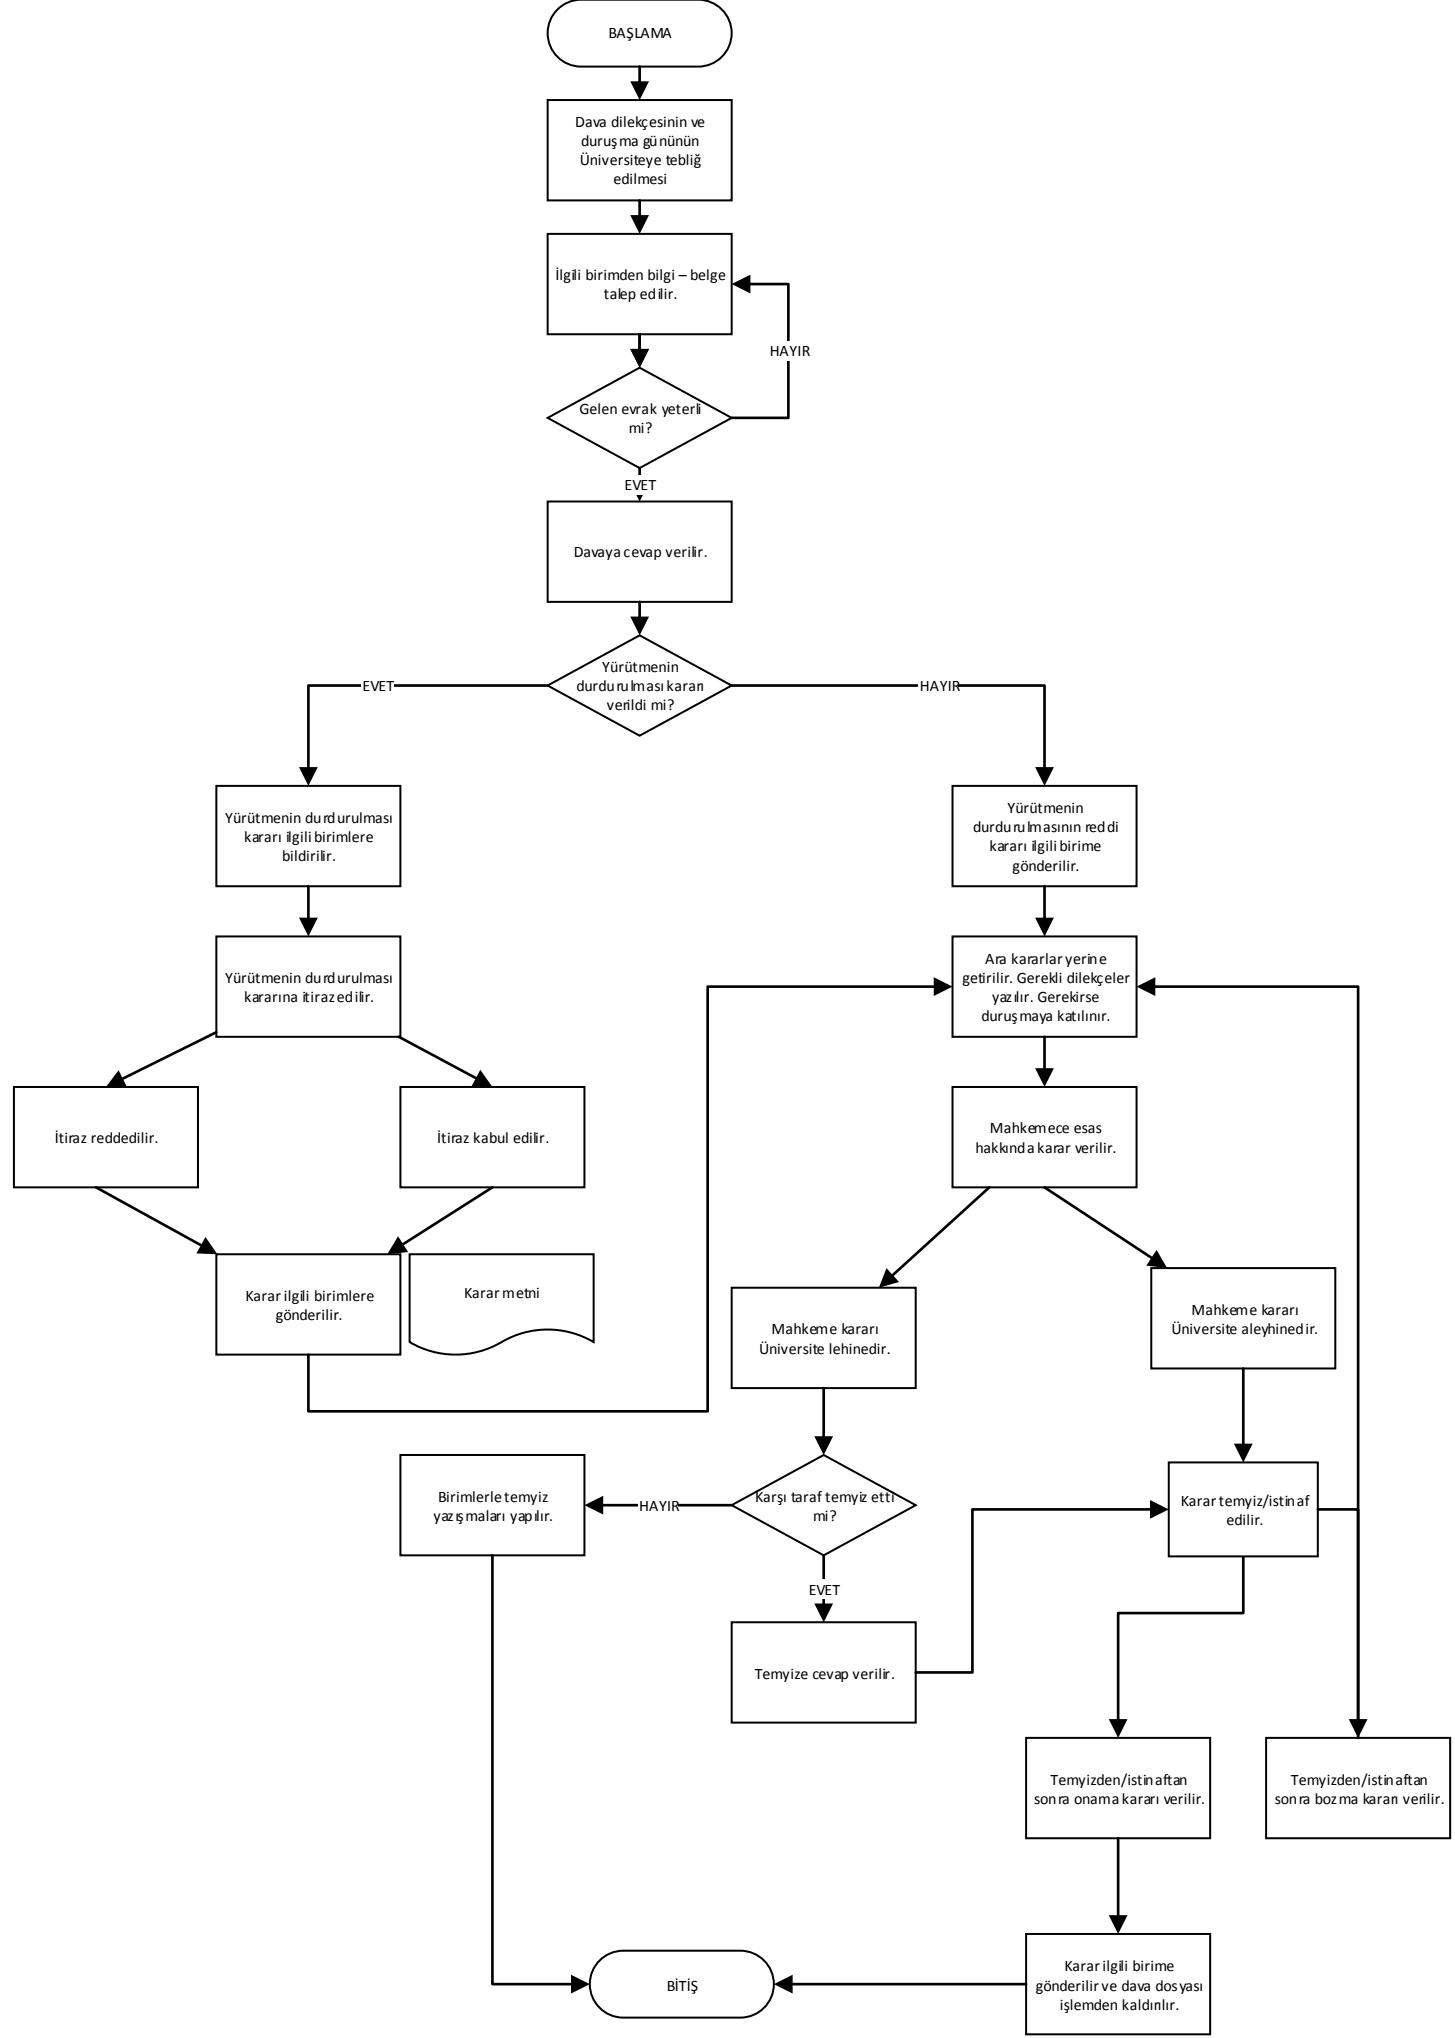 BAŞLAMA
Dava dilekçesinin ve
duruşma gününün
Üniversiteye tebliğ
edilmesi
İlgili birimden bilgi – belge
talep edilir.
HAYIR
Gelen evrak yeterli
mi?
EVET
Davaya cevap verilir.
Yürütmenin
durdurulması kararı
verildi mi?
EVET
HAYIR
Yürütmenin durdurulması
kararı ilgili birimlere
bildirilir.
Yürütmenin
durdurulmasının reddi
kararı ilgili birime
gönderilir.
Yürütmenin durdurulması
kararına itiraz edilir.
Ara kararlar yerine
getirilir. Gerekli dilekçeler
yazılır. Gerekirse
duruşmaya katılınır.
İtiraz reddedilir.
İtiraz kabul edilir.
Mahkemece esas
hakkında karar verilir.
Karar ilgili birimlere
gönderilir.
Karar metni
Mahkeme kararı
Üniversite lehinedir.
Mahkeme kararı
Üniversite aleyhinedir.
Birimlerle temyiz
yazışmaları yapılır.
HAYIR
Karşı taraf temyiz etti
mi?
Karar temyiz/istinaf
edilir.
EVET
Temyize cevap verilir.
Temyizden/istinaftan
sonra onama kararı verilir.
Temyizden/istinaftan
sonra bozma kararı verilir.
BİTİŞ
Karar ilgili birime
gönderilir ve dava dosyası
işlemden kaldırılır.